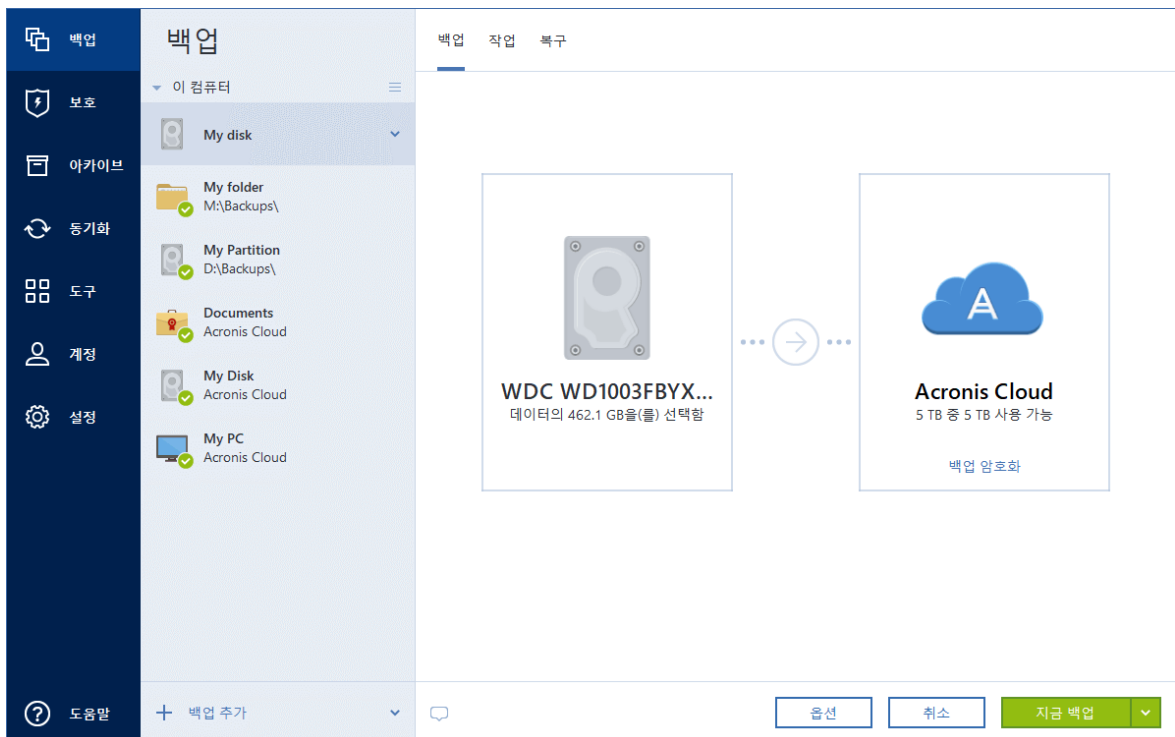 백업
보호
아카이브
동기화
도구
계정
설정
도움말
백업
이 컴퓨터
My disk
My folder
M:\Backups\
My Partition
D:\Backups\
Documents
Acronis Cloud
My Disk
Acronis Cloud
My PC
Acronis Cloud
백업 추가
백업 작업 복구
WDC WD1003FBYX...
데이터의 462.1 GB을(를) 선택함
Acronis Cloud
5 TB 중 5 TB 사용 가능
백업 암호화
옵션 취소 지금 백업